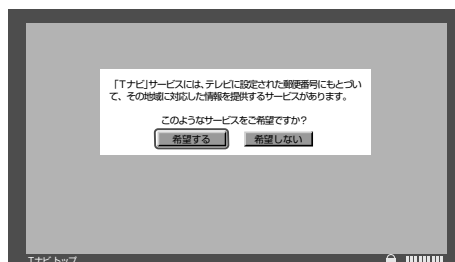 「Tナビ」サービスには、テレビに設定された郵便番号にもとづい
て、その地域に対応した情報を提供するサービスがあります。
このようなサービスをご希望ですか?
希望する 希望しない
Tナビトップ